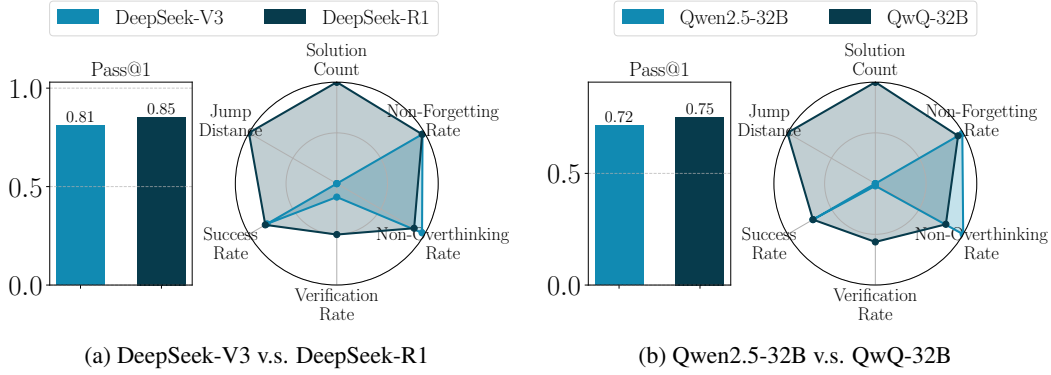 DeepSeek-V3 DeepSeek-R1
Pass@1
1.0
0.5
0.0
0.81
0.85
Solution
Count
Non-Forgetting
Rate
Non-Overthinking
Rate
Verification
Rate
Success
Rate
Jump
Distance
(a) DeepSeek-V3 v.s. DeepSeek-R1
Qwen2.5-32B QwQ-32B
Pass@1
0.5
0.0
0.72
0.75
Solution
Count
Non-Forgetting
Rate
Non-Overthinking
Rate
Verification
Rate
Success
Rate
Jump
Distance
(b) Qwen2.5-32B v.s. QwQ-32B